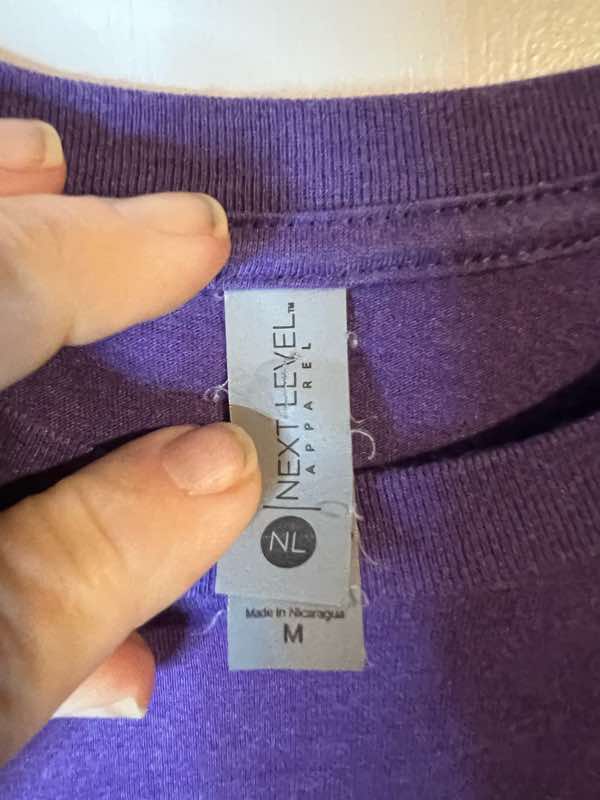 NEXT LEVEL™
APPAREL
NL
Made in Nicaragua
M